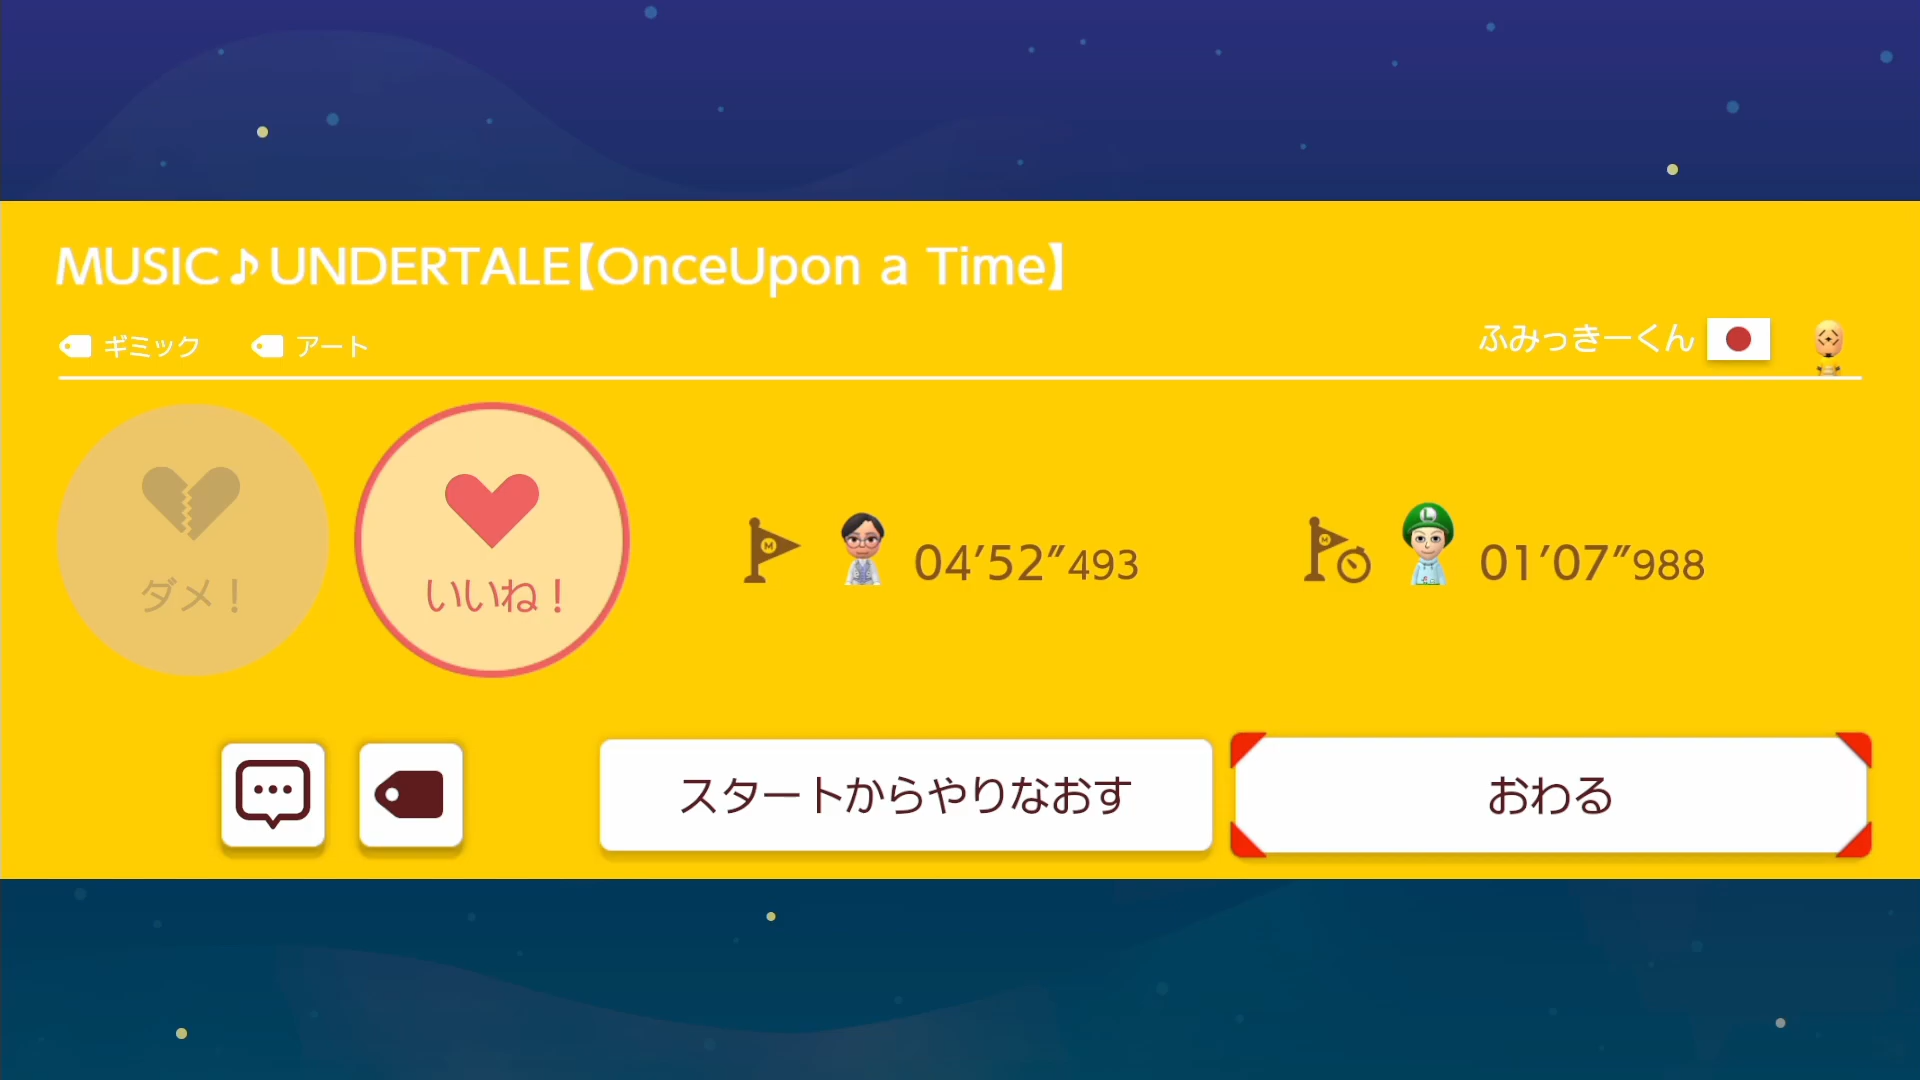 MUSIC♪UNDERTALE【OnceUpon a Time】
ギミック アート
ふみっきーくん
ダメ！ いいね！
M 04′52″493
M L 01′07″988
スタートからやりなおす おわる